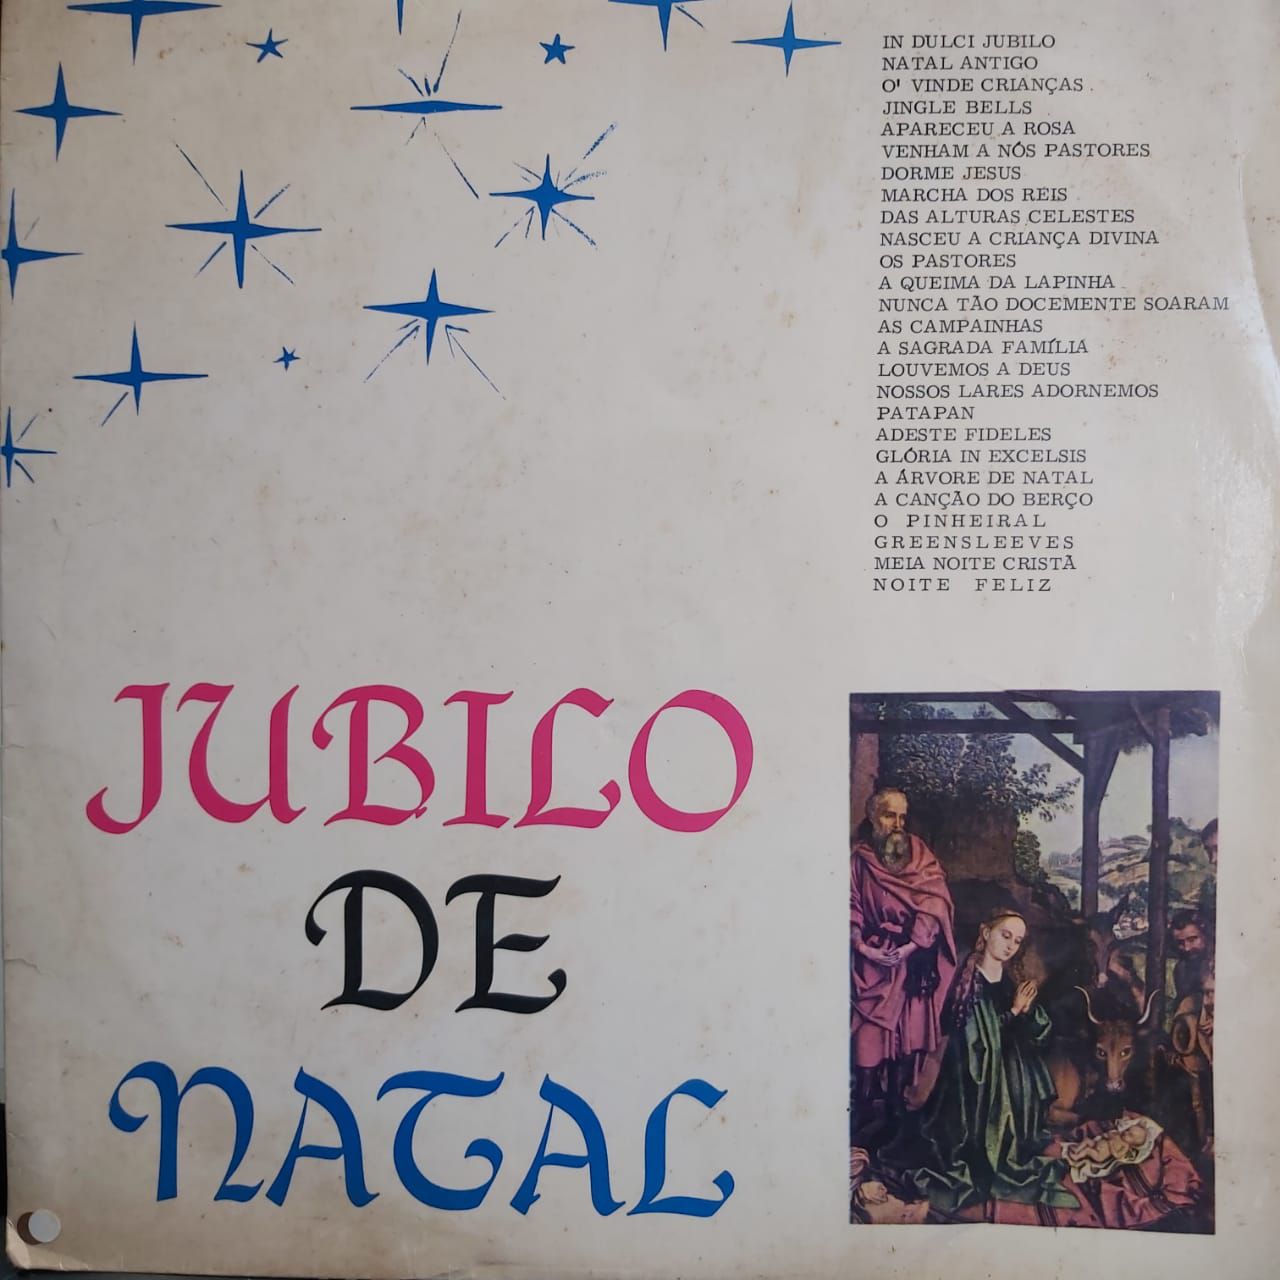 IN DULCI JUBILO
NATAL ANTIGO
O' VINDE CRIANÇAS
JINGLE BELLS
APARECEU A ROSA
VENHAM A NÓS PASTORES
DORME JESUS
MARCHA DOS REIS
DAS ALTURAS CELESTES
NASCEU A CRIANÇA DIVINA
OS PASTORES
A QUEIMA DA LAPINHA
NUNCA TÃO DOCEMENTE SOARAM
AS CAMPAINHAS
A SAGRADA FAMÍLIA
LOUVEMOS A DEUS
NOSSOS LARES ADORNEMOS
PATAPAN
ADESTE FIDELES
GLÓRIA IN EXCELSIS
A ÁRVORE DE NATAL
A CANÇÃO DO BERÇO
O PINHEIRAL
GREENSLEEVES
MEIA NOITE CRISTÃ
NOITE FELIZ
JUBILO
DE
NATAL